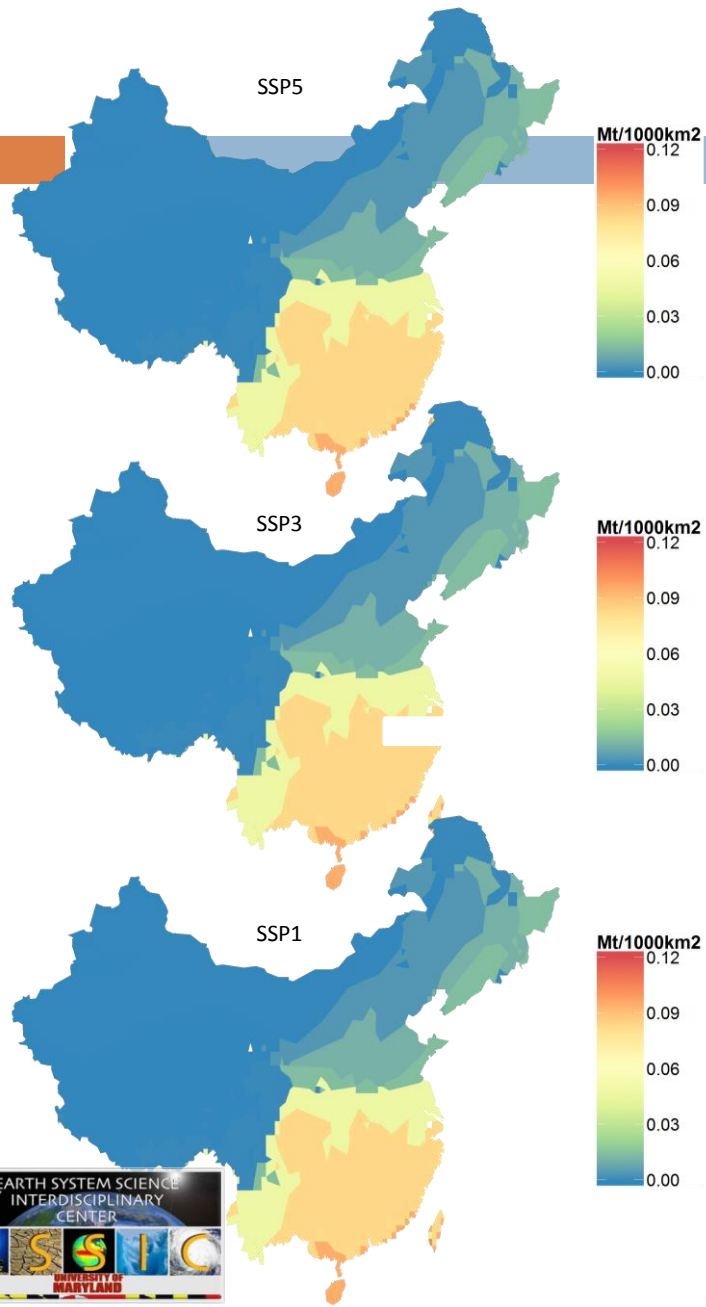 SSP5
Mt/1000km2
0.12
0.09
0.06
0.03
0.00
SSP3
Mt/1000km2
0.12
0.09
0.06
0.03
0.00
SSP1
Mt/1000km2
0.12
0.09
0.06
0.03
0.00
EARTH SYSTEM SCIENCE
INTERDISCIPLINARY
CENTER
S S I C
UNIVERSITY OF
MARYLAND